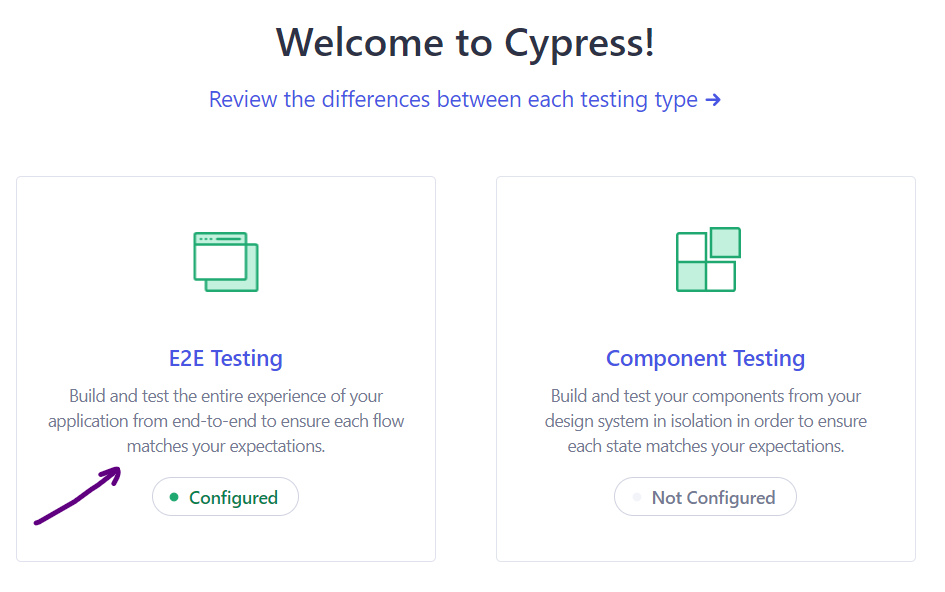 Welcome to Cypress!
Review the differences between each testing type →
E2E Testing
Build and test the entire experience of your
application from end-to-end to ensure each flow
matches your expectations.
Configured
Component Testing
Build and test your components from your
design system in isolation in order to ensure
each state matches your expectations.
Not Configured